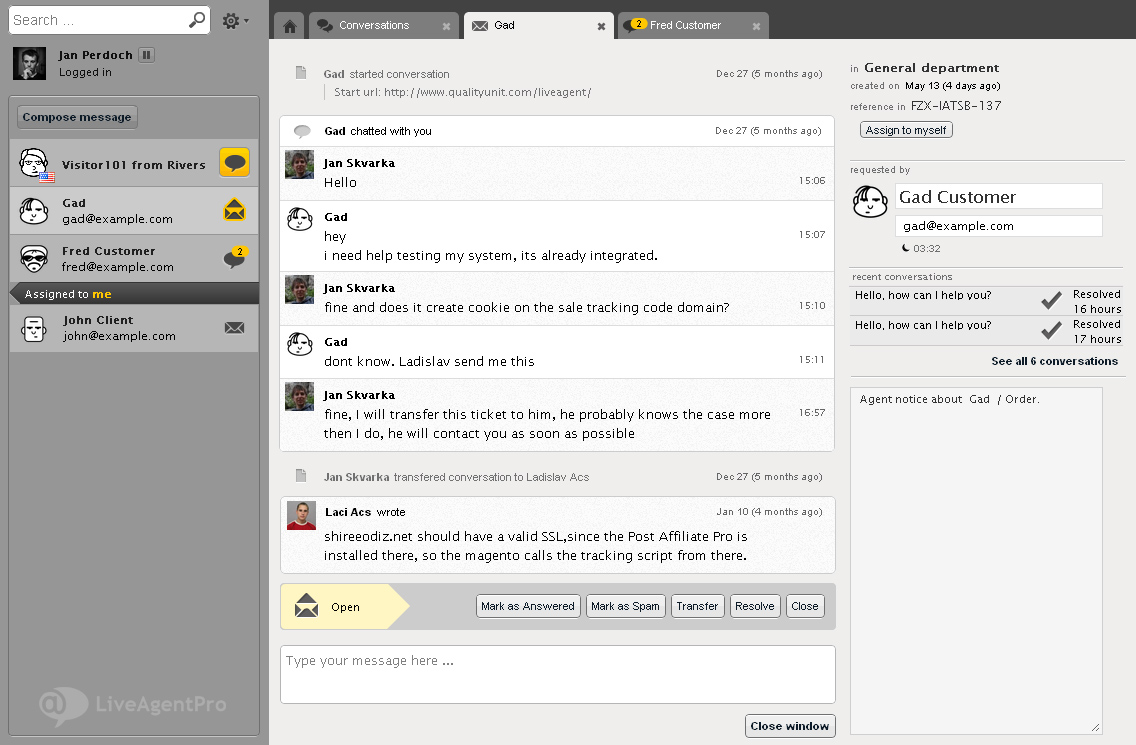 Search ...
Jan Perdoch
Logged in
Compose message
Visitor101 from Rivers
Gad
gad@example.com
Fred Customer
fred@example.com
2
Assigned to me
John Client
john@example.com
LiveAgentPro
Conversations
Gad
2
Fred Customer
Gad started conversation
Dec 27 (5 months ago)
Start url: http://www.qualityunit.com/liveagent/
Gad chatted with you
Dec 27 (5 months ago)
Jan Skvarka
Hello
15:06
Gad
hey
15:07
i need help testing my system, its already integrated.
Jan Skvarka
fine and does it create cookie on the sale tracking code domain?
15:10
Gad
dont know. Ladislav send me this
15:11
Jan Skvarka
fine, I will transfer this ticket to him, he probably knows the case more
16:57
then I do, he will contact you as soon as possible
Jan Skvarka transfered conversation to Ladislav Acs
Dec 27 (5 months ago)
Laci Acs wrote
Jan 10 (4 months ago)
shireeodiz.net should have a valid SSL,since the Post Affiliate Pro is
installed there, so the magento calls the tracking script from there.
Open
Mark as Answered
Mark as Spam
Transfer
Resolve
Close
Type your message here ...
Close window
in General department
created on May 13 (4 days ago)
reference in FZX-IATSB-137
Assign to myself
requested by
Gad Customer
gad@example.com
03:32
recent conversations
Hello, how can I help you?
Resolved
16 hours
Hello, how can I help you?
Resolved
17 hours
See all 6 conversations
Agent notice about Gad / Order.